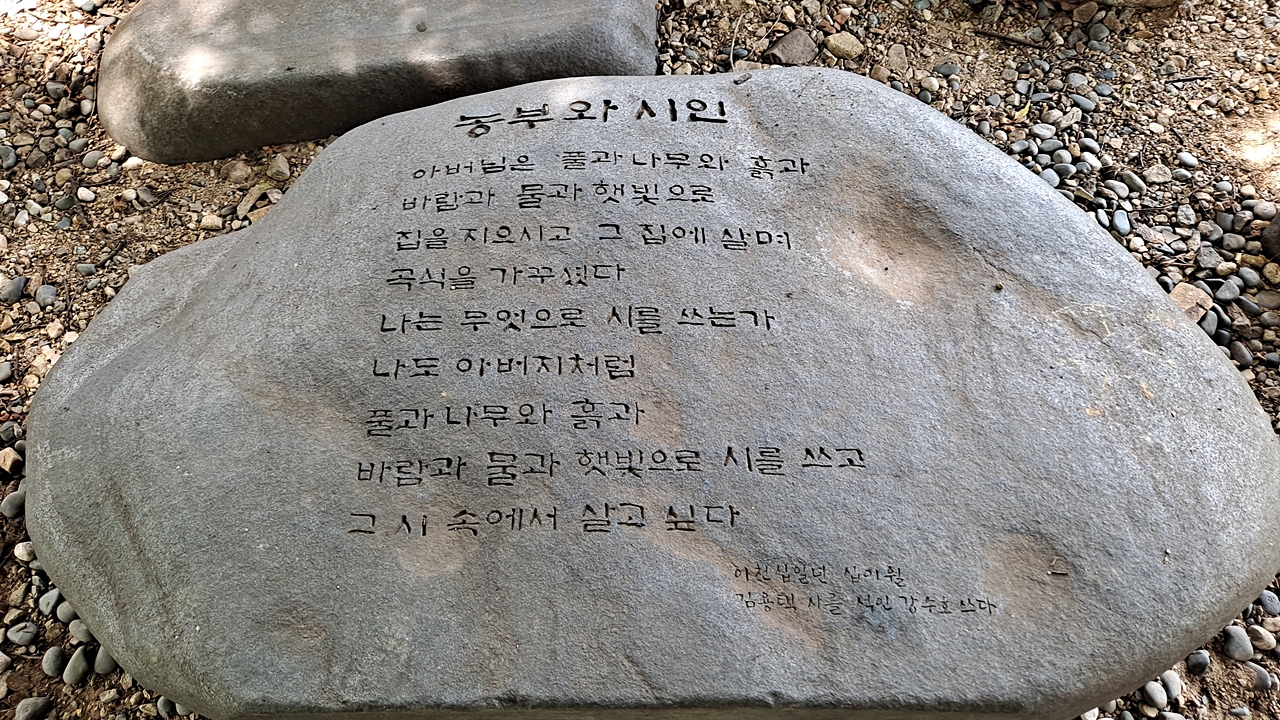 농부와 시인
아버님은 풀과 나무와 흙과
바람과 물과 햇빛으로
집을 지으시고 그 집에 살며
곡식을 가꾸셨다
나는 무엇으로 시를 쓰는가
나도 아버지처럼
풀과 나무와 흙과
바람과 물과 햇빛으로 시를 쓰고
그 시 속에서 살고 싶다
이천십일년 십이월
김용택 시를 석인 강수호 쓰다